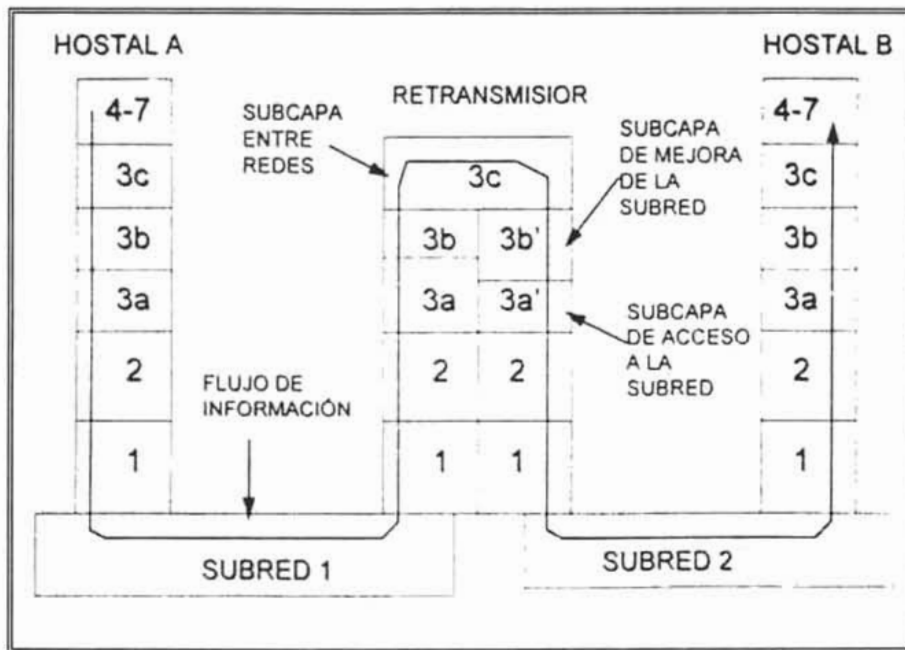 HOSTAL A
HOSTAL B
RETRANSMISIOR
4-7
3c
3b
3a
2
1
SUBCAPA
ENTRE
REDES
3c
3b 3b'
3a 3a'
2 2
1 1
SUBCAPA
DE MEJORA
DE LA
SUBRED
SUBCAPA
DE ACCESO
A LA
SUBRED
4-7
3c
3b
3a
2
1
FLUJO DE
INFORMACIÓN
SUBRED 1
SUBRED 2